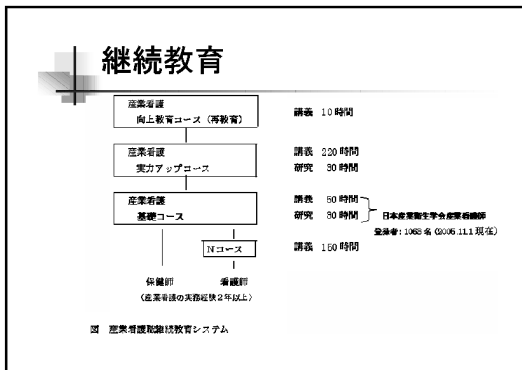 継続教育
産業看護
向上教育コース（再教育）
講義 10時間
産業看護
実力アップコース
講義 220時間
研究 30時間
産業看護
基礎コース
講義 50時間
研究 30時間
日本産業衛生学会産業看護師
登録者：1068名（2005.11.1現在）
Nコース
講義 150時間
保健師 看護師
（産業看護の実務経験2年以上）
図 産業看護職継続教育システム